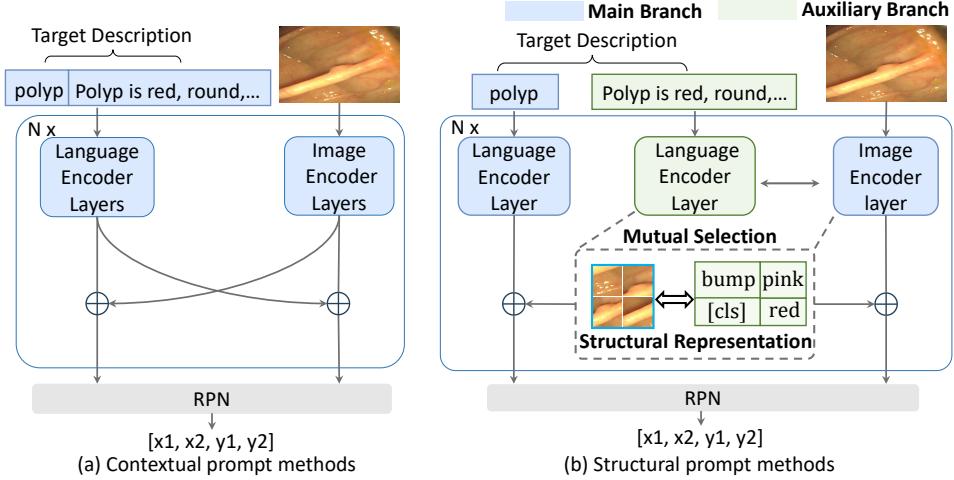 Main Branch
Auxiliary Branch
Target Description
polyp
Polyp is red, round,...
N x
Language
Encoder
Layers
Image
Encoder
Layers
RPN
[x1, x2, y1, y2]
(a) Contextual prompt methods
Target Description
polyp
Polyp is red, round,...
N x
Language
Encoder
Layer
Language
Encoder
Layer
Image
Encoder
layer
Mutual Selection
bump
pink
[cls]
red
Structural Representation
RPN
[x1, x2, y1, y2]
(b) Structural prompt methods